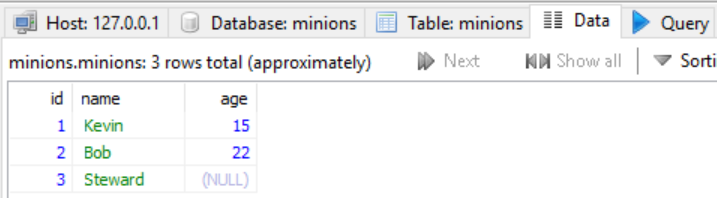 Host: 127.0.0.1 Database: minions Table: minions Data Query
minions.minions: 3 rows total (approximately) Next Show all Sorti
id name age
1 Kevin 15
2 Bob 22
3 Steward (NULL)